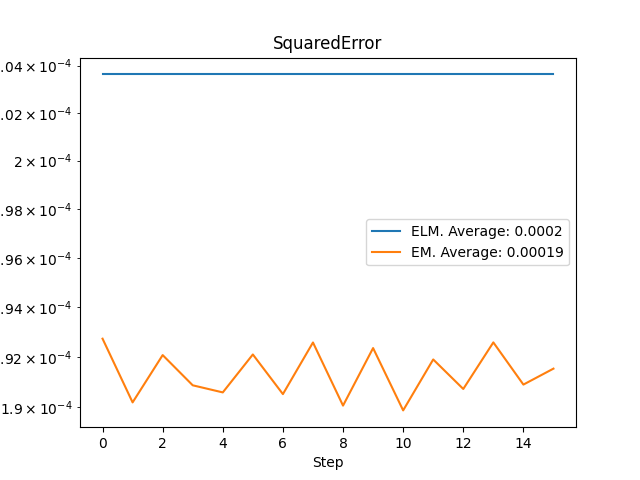 SquaredError
.04 × 10⁻⁴
.02 × 10⁻⁴
2 × 10⁻⁴
.98 × 10⁻⁴
.96 × 10⁻⁴
.94 × 10⁻⁴
.92 × 10⁻⁴
1.9 × 10⁻⁴
ELM. Average: 0.0002
EM. Average: 0.00019
0 2 4 6 8 10 12 14
Step